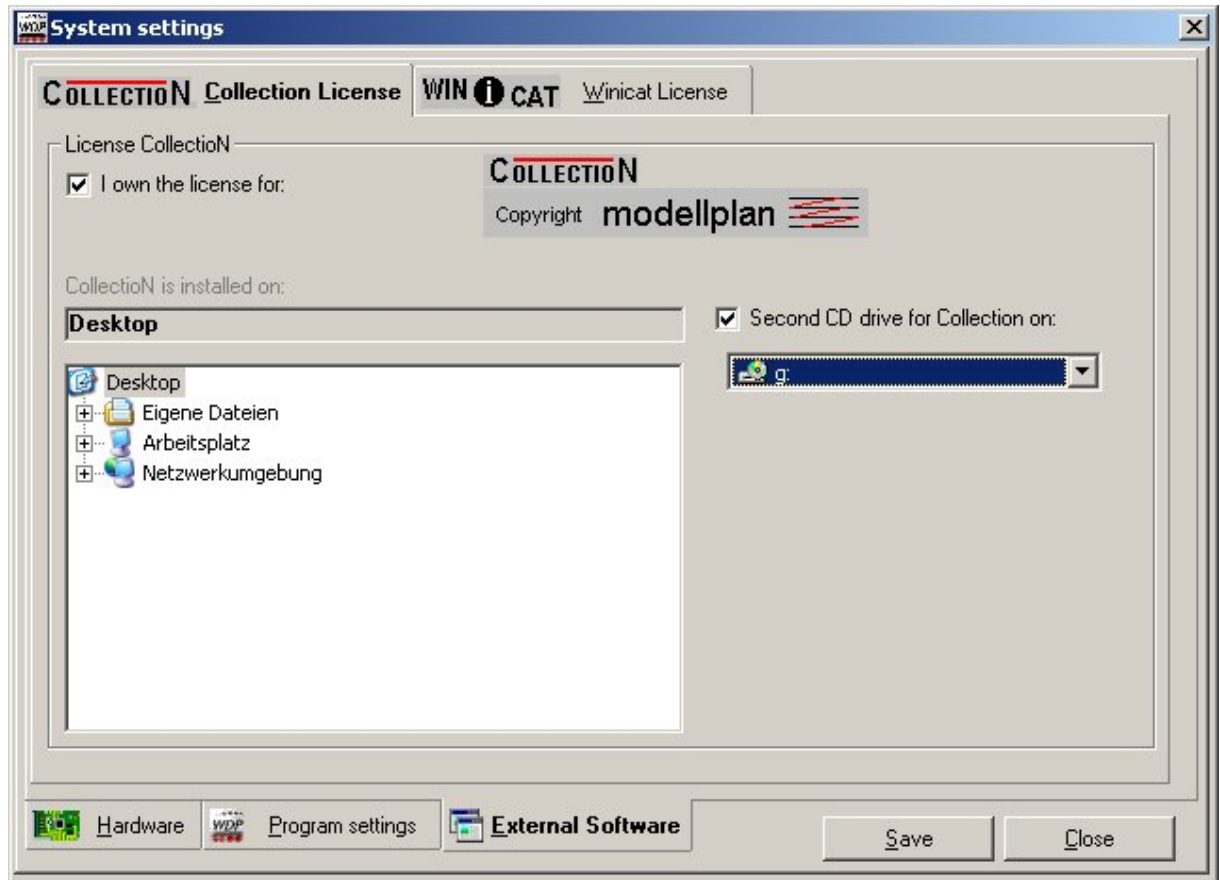 WDP System settings
COLLECTIONN Collection License WIN i CAT Winicat License
License CollectioN
I own the license for:
COLLECTION
Copyright modellplan
CollectioN is installed on:
Desktop
Second CD drive for Collection on:
g:
Desktop
Eigene Dateien
Arbeitsplatz
Netzwerkumgebung
Hardware WDP Program settings External Software Save Close